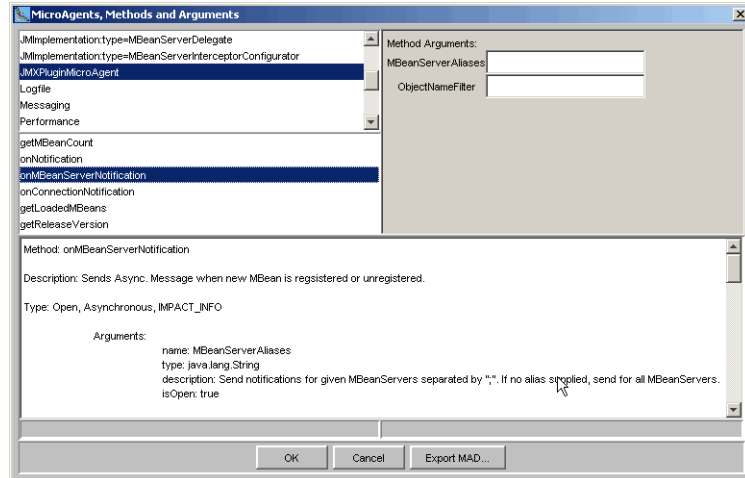 MicroAgents, Methods and Arguments
JMImplementation:type=MBeanServerDelegate
JMImplementation:type=MBeanServerInterceptorConfigurator
JMXPluginMicroAgent
Logfile
Messaging
Performance
Method Arguments:
MBeanServerAliases
ObjectNameFilter
getMBeanCount
onNotification
onMBeanServerNotification
onConnectionNotification
getLoadedMBeans
getReleaseVersion
Method: onMBeanServerNotification
Description: Sends Async. Message when new MBean is regsistered or unregistered.
Type: Open, Asynchronous, IMPACT_INFO
Arguments:
name: MBeanServerAliases
type: java.lang.String
description: Send notifications for given MBeanServers separated by ";". If no alias supplied, send for all MBeanServers.
isOpen: true
OK Cancel Export MAD...